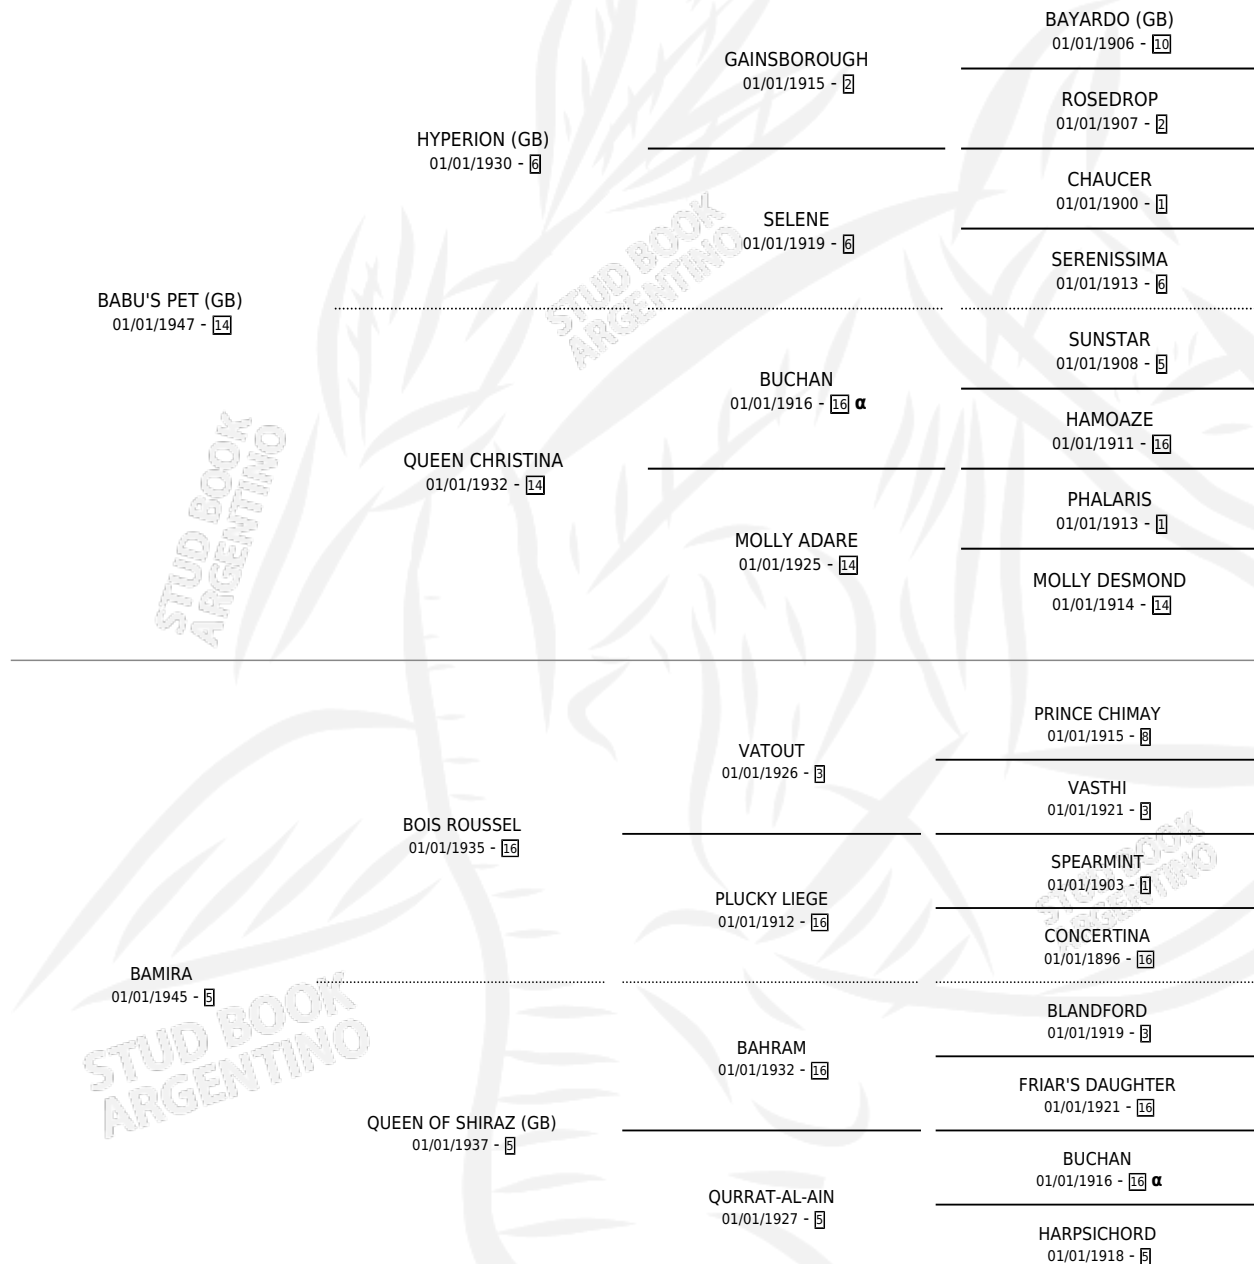 BAYARDO (GB)
01/01/1906 - 10
GAINSBOROUGH
01/01/1915 - 2
ROSEDROP
01/01/1907 - 2
HYPERION (GB)
01/01/1930 - 6
CHAUCER
01/01/1900 - 1
SELENE
01/01/1919 - 6
SERENISSIMA
01/01/1913 - 6
BABU'S PET (GB)
01/01/1947 - 14
SUNSTAR
01/01/1908 - 5
BUCHAN
01/01/1916 - 16 α
HAMOAZE
01/01/1911 - 16
QUEEN CHRISTINA
01/01/1932 - 14
PHALARIS
01/01/1913 - 1
MOLLY ADARE
01/01/1925 - 14
MOLLY DESMOND
01/01/1914 - 14
PRINCE CHIMAY
01/01/1915 - 8
VATOUT
01/01/1926 - 3
VASTHI
01/01/1921 - 3
BOIS ROUSSEL
01/01/1935 - 16
SPEARMINT
01/01/1903 - 1
PLUCKY LIEGE
01/01/1912 - 16
CONCERTINA
01/01/1896 - 16
BAMIRA
01/01/1945 - 5
BLANDFORD
01/01/1919 - 3
BAHRAM
01/01/1932 - 16
FRIAR'S DAUGHTER
01/01/1921 - 16
QUEEN OF SHIRAZ (GB)
01/01/1937 - 5
BUCHAN
01/01/1916 - 16 α
QURRAT-AL-AIN
01/01/1927 - 5
HARPSICHORD
01/01/1918 - 5
STUD BOOK
ARGENTINO
STUD BOOK
ARGENTINO
STUD BOOK
ARGENTINO
STUD BOOK
ARGENTINO